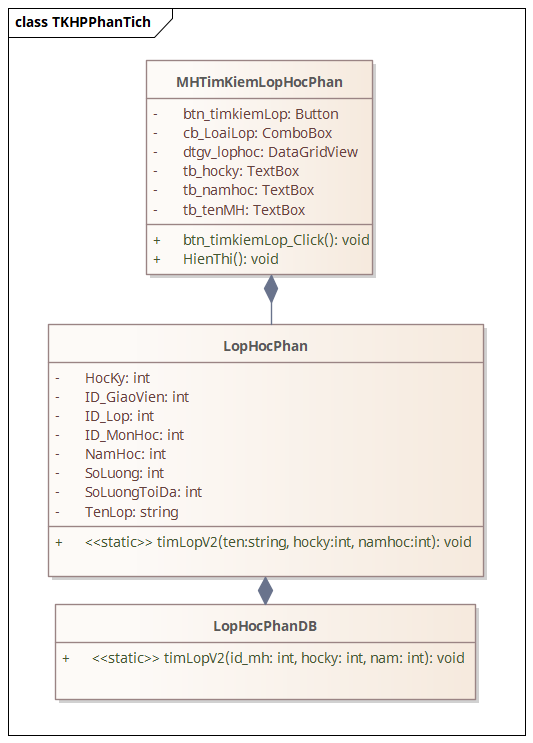 class TKHPPhanTich
MHTimKiemLopHocPhan
- btn_timkiemLop: Button
- cb_LoaiLop: ComboBox
- dtgv_lophoc: DataGridView
- tb_hocky: TextBox
- tb_namhoc: TextBox
- tb_tenMH: TextBox
+ btn_timkiemLop_Click(): void
+ HienThi(): void
LopHocPhan
- HocKy: int
- ID_GiaoVien: int
- ID_Lop: int
- ID_MonHoc: int
- NamHoc: int
- SoLuong: int
- SoLuongToiDa: int
- TenLop: string
+ <<static>> timLopV2(ten:string, hocky:int, namhoc:int): void
LopHocPhanDB
+ <<static>> timLopV2(id_mh: int, hocky: int, nam: int): void